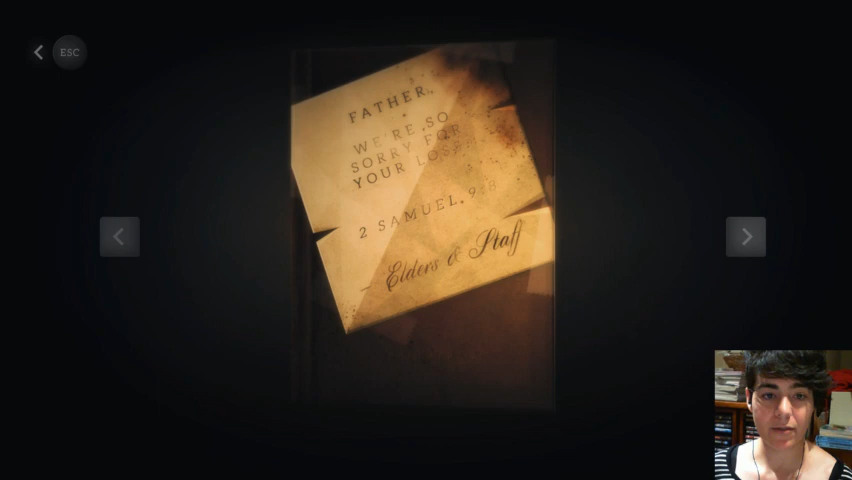 ESC
FATHER,
WE'RE SO
SORRY FOR
YOUR LOSS
2 SAMUEL. 9:8
- Elders & Staff